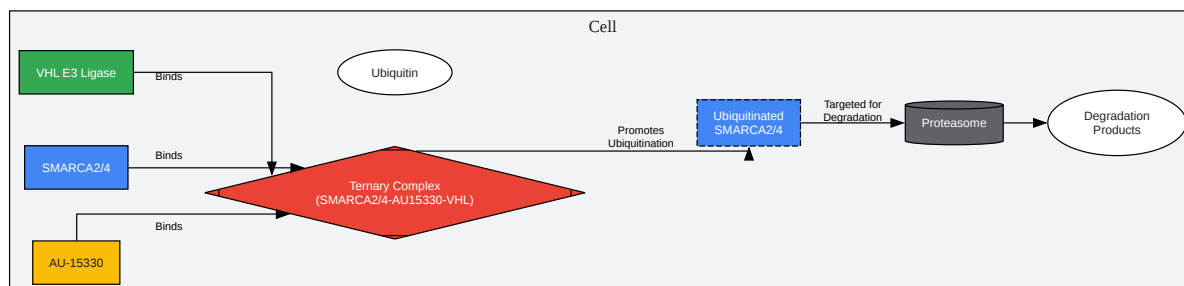 Cell
VHL E3 Ligase
Binds
Ubiquitin
SMARCA2/4
Binds
AU-15330
Binds
Ternary Complex
(SMARCA2/4-AU15330-VHL)
Promotes
Ubiquitination
Ubiquitinated
SMARCA2/4
Targeted for
Degradation
Proteasome
Degradation
Products